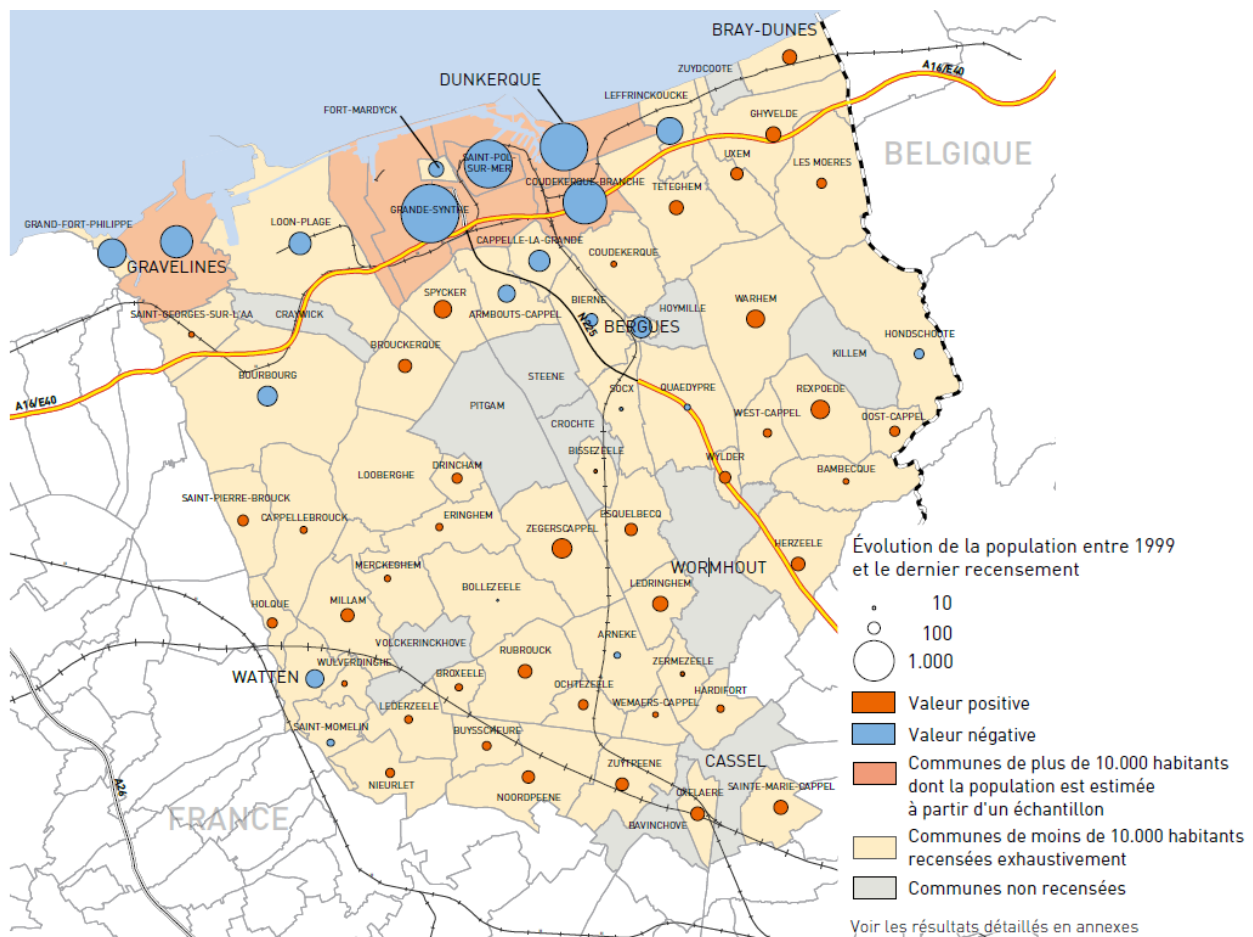 BRAY-DUNES
ZUYDCOOTE
A16/E40
DUNKERQUE
LEFFRINCKOUCKE
FORT-MARDYCK
GHYVELDE
SAINT-POL-
SUR-MER
UXEM
LES MOERES
BELGIQUE
COUDEKERQUE-BRANCHE
TETEGHEM
GRANDE-SYNTHE
GRAND-FORT-PHILIPPE
LOON-PLAGE
CAPPELLE-LA-GRANDE
COUDEKERQUE
GRAVELINES
SPYCKER
BIERNE
WARHEM
SAINT-GEORGES-SUR-L'AA
CRAYWICK
ARMBOUTS-CAPPEL
HOYMILLE
N225
BERGUES
HONDSCHOOTE
BROUCKERQUE
KILLEM
BOURBOURG
STEENE
A16/E40
PITGAM
SOCX
QUAEDYPRE
REXPOEDE
WEST-CAPPEL
OOST-CAPPEL
CROCHTE
BISSEZEELE
WYLDER
BAMBECQUE
LOOBERGHE
DRINCHAM
SAINT-PIERRE-BROUCK
CAPPELLEBROUCK
ERINGHEM
ZEGERSCAPPEL
ESQUELBECQ
HERZEELE
MERCKEGHEM
WORMHOUT
BOLLEZEELE
LEDRINGHEM
HOLQUE
MILLAM
VOLCKERINCKHOVE
ARNEKE
RUBROUCK
WATTEN
WULVERDINGHE
BROXEELE
ZERMEZEELE
OCHTEZEELE
HARDIFORT
WEMAERS-CAPPEL
LEDERZEELE
SAINT-MOMELIN
BUYSSCHEURE
CASSEL
ZUYTPEENE
NIEURLET
NOORDPEENE
OXELAERE
SAINTE-MARIE-CAPPEL
BAVINCHOVE
A26
FRANCE
Évolution de la population entre 1999
et le dernier recensement
10
100
1.000
Valeur positive
Valeur négative
Communes de plus de 10.000 habitants
dont la population est estimée
à partir d'un échantillon
Communes de moins de 10.000 habitants
recensées exhaustivement
Communes non recensées
Voir les résultats détaillés en annexes